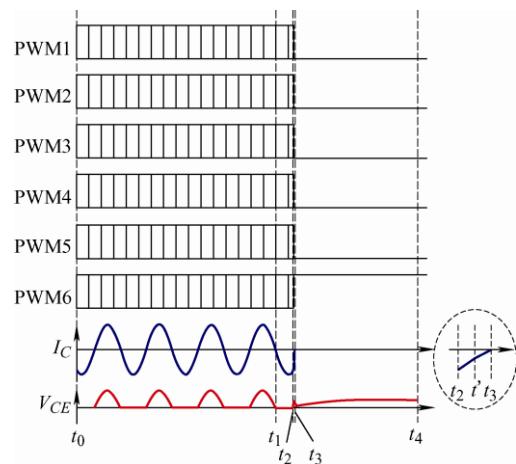 PWM1
PWM2
PWM3
PWM4
PWM5
PWM6
I_C
t_2 t' t_3
V_CE
t_0 t_1 t_2 t_3 t_4